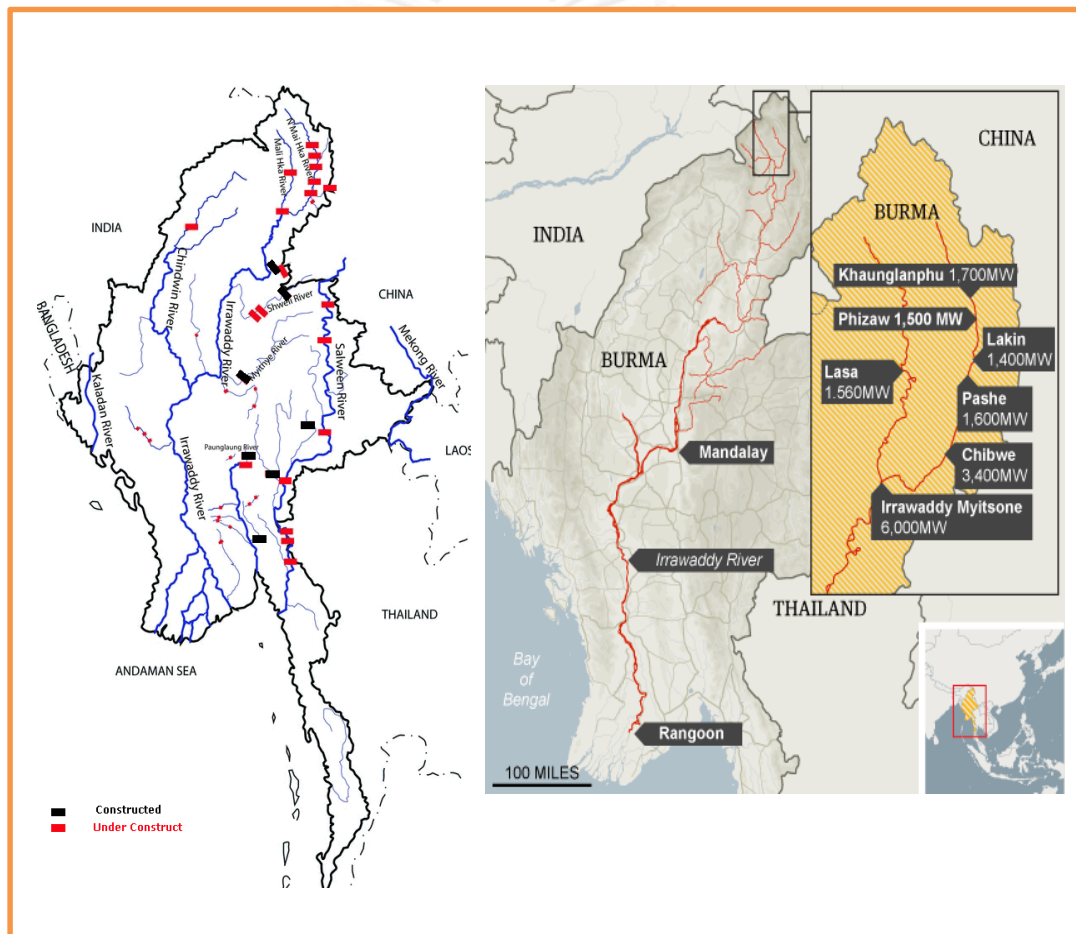 N'Mai Hka River
Mali Hka River
INDIA
Chindwin River
Irrawaddy River
Shweli River
CHINA
BANGLADESH
Kaladan River
Myithye River
Salween River
Mekong River
Paunglaung River
LAOS
Irrawaddy River
THAILAND
ANDAMAN SEA
Constructed
Under Construct
INDIA
BURMA
Mandalay
Irrawaddy River
THAILAND
Bay
of
Bengal
Rangoon
100 MILES
CHINA
BURMA
Khaunglanphu 1,700MW
Phizaw 1,500 MW
Lakin
1,400MW
Lasa
1.560MW
Pashe
1,600MW
Chibwe
3,400MW
Irrawaddy Myitsone
6,000MW